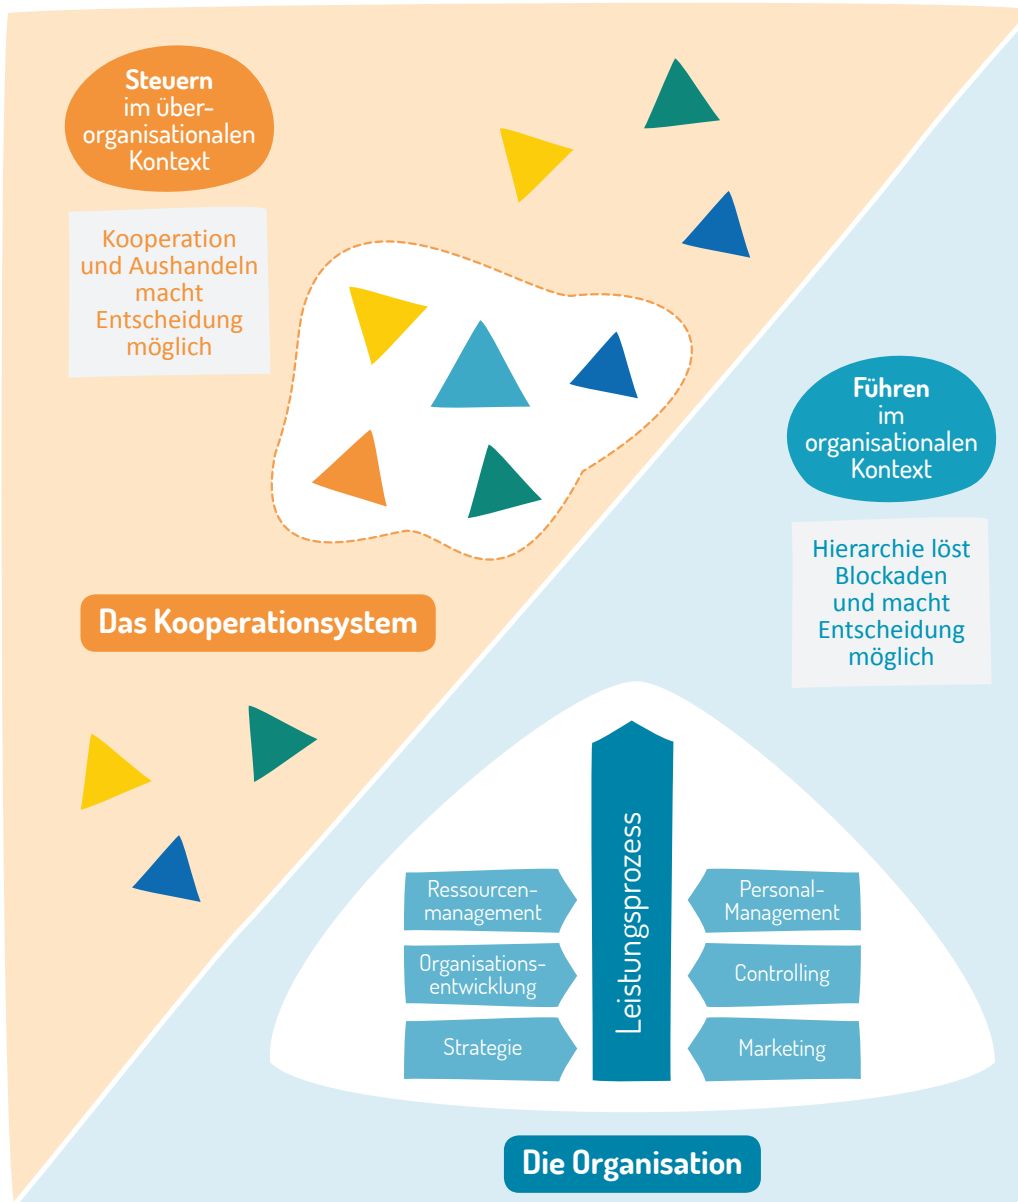 Steuern
im über-
organisationalen
Kontext
Kooperation
und Aushandeln
macht
Entscheidung
möglich
Das Kooperationsystem
Führen
im
organisationalen
Kontext
Hierarchie löst
Blockaden
und macht
Entscheidung
möglich
Leistungsprozess
Ressourcen-
management
Organisations-
entwicklung
Strategie
Personal-
Management
Controlling
Marketing
Die Organisation